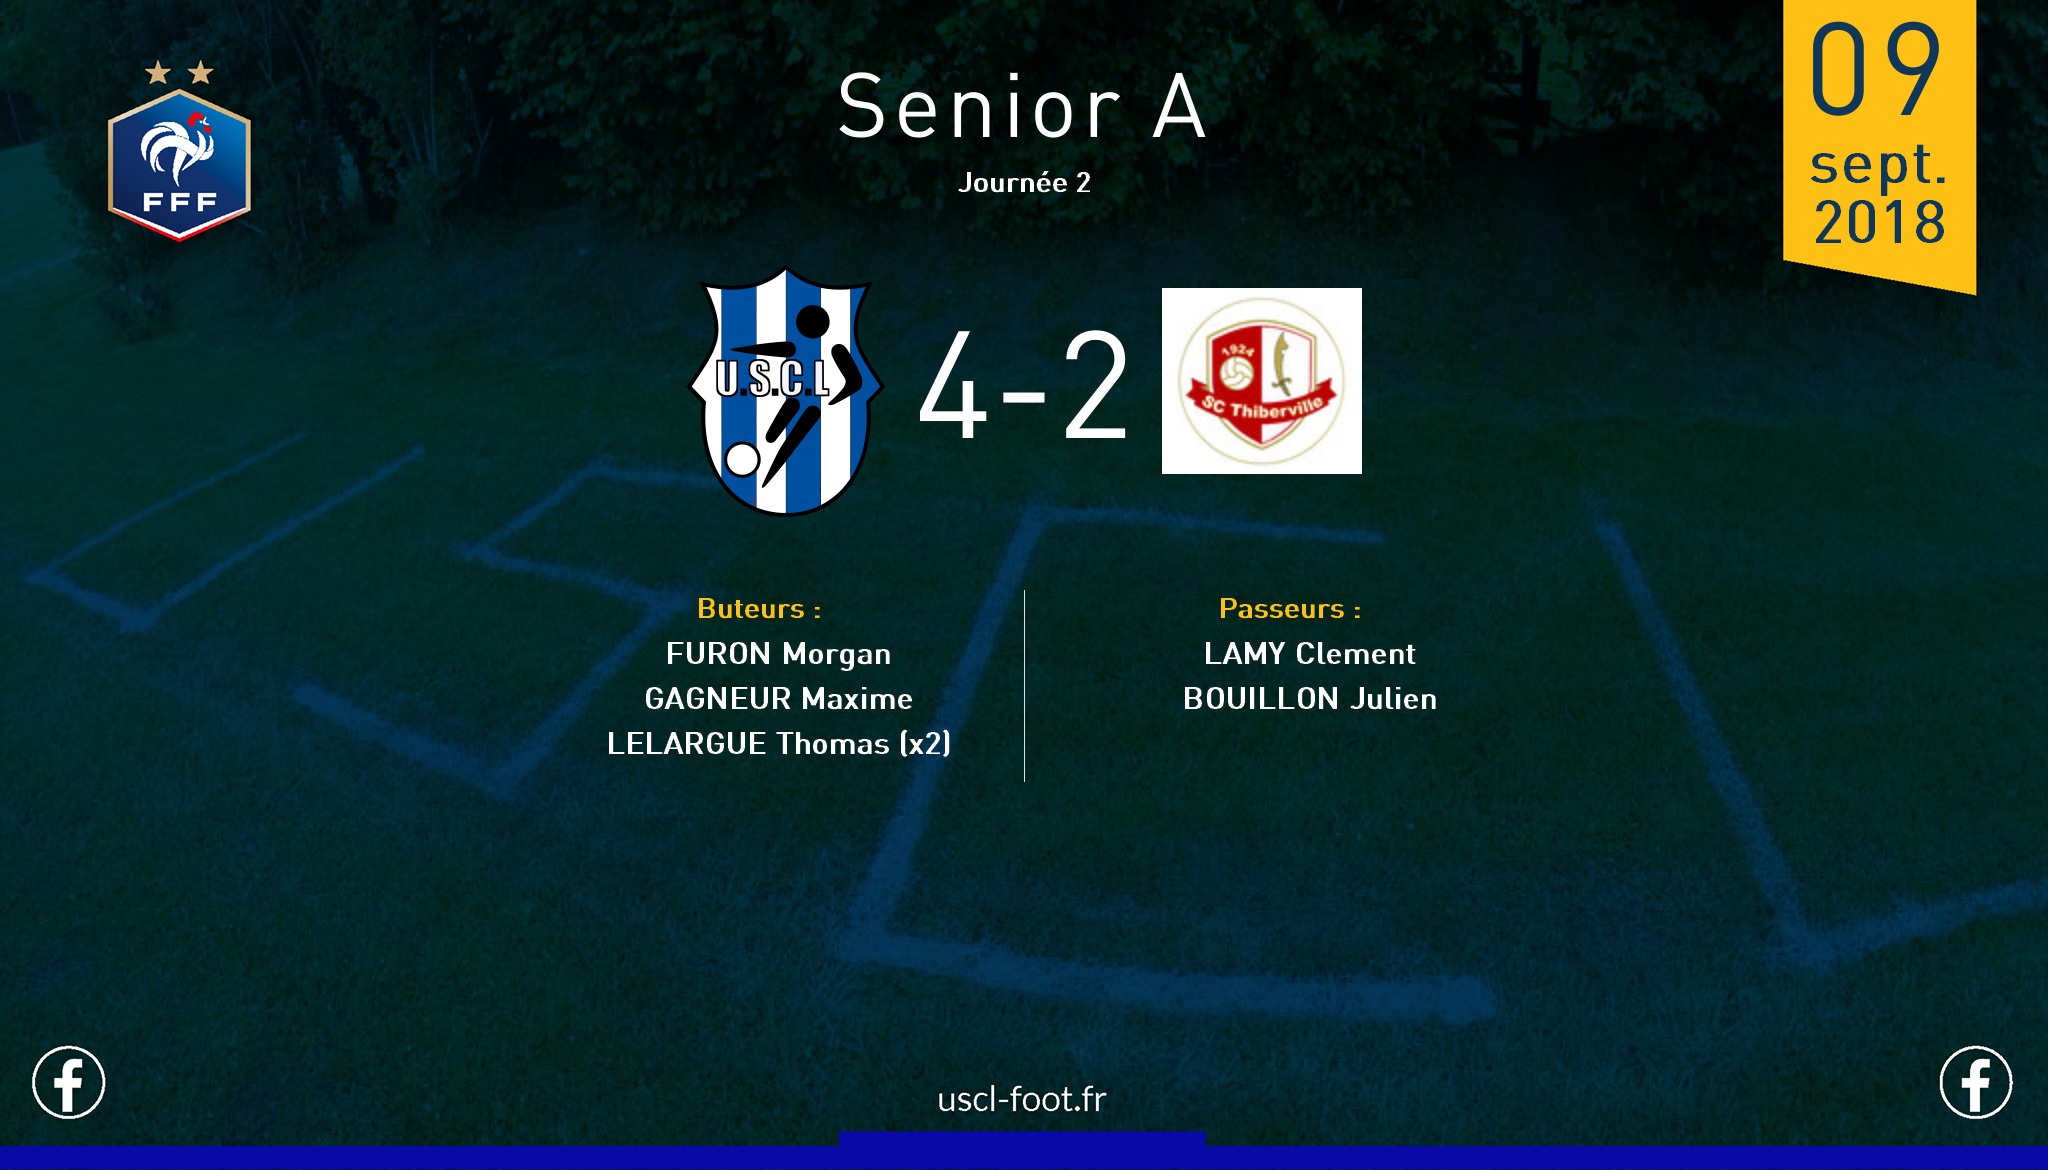 FFF
Senior A
Journée 2
09
sept.
2018
U.S.C.L
4-2
1924
SC Thiberville
Buteurs :
FURON Morgan
GAGNEUR Maxime
LELARGUE Thomas (x2)
Passeurs :
LAMY Clement
BOUILLON Julien
USCL
uscl-foot.fr